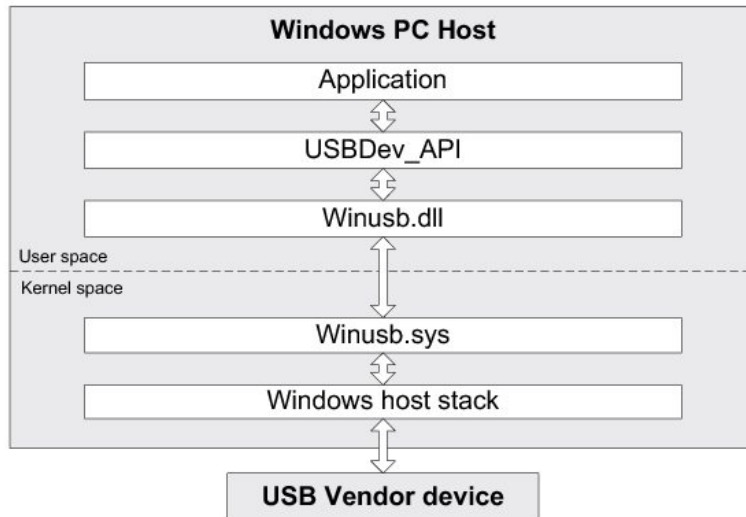 Windows PC Host
Application
USBDev_API
Winusb.dll
User space
Kernel space
Winusb.sys
Windows host stack
USB Vendor device